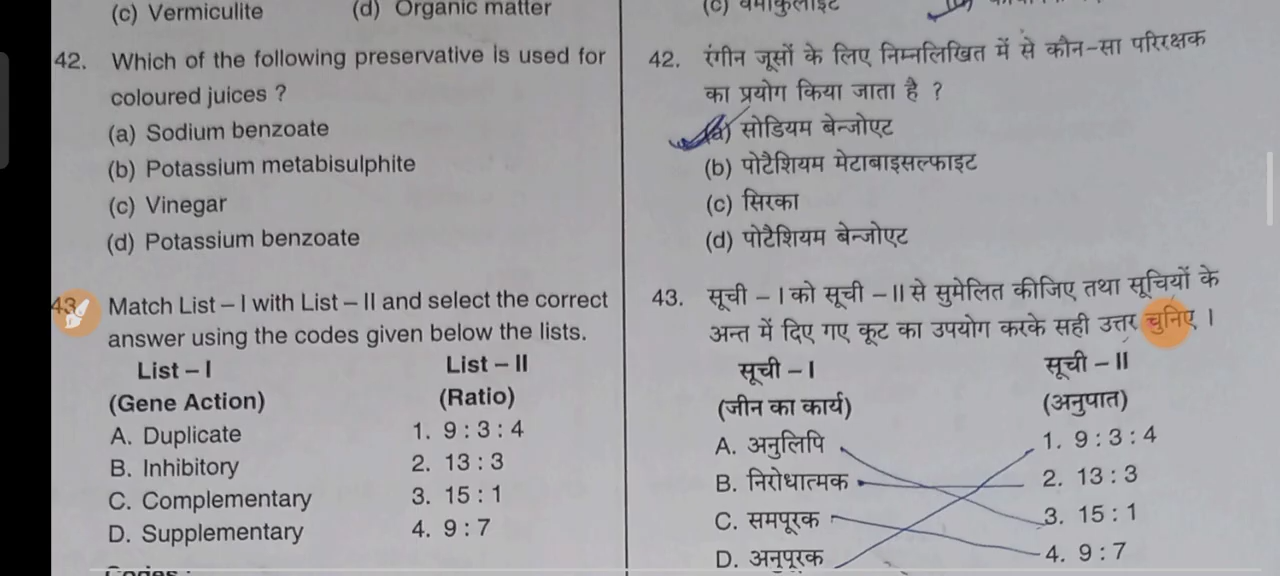 (c) Vermiculite
(d) Organic matter
42. Which of the following preservative is used for
coloured juices ?
(a) Sodium benzoate
(b) Potassium metabisulphite
(c) Vinegar
(d) Potassium benzoate
43. Match List – I with List – II and select the correct
answer using the codes given below the lists.
List – I
List – II
(Gene Action)
(Ratio)
A. Duplicate
1. 9 : 3 : 4
B. Inhibitory
2. 13 : 3
C. Complementary
3. 15 : 1
D. Supplementary
4. 9 : 7
Codes :
(c) वर्माकुलाइट
42. रंगीन जूसों के लिए निम्नलिखित में से कौन-सा परिरक्षक
का प्रयोग किया जाता है ?
(a) सोडियम बेन्जोएट
(b) पोटैशियम मेटाबाइसल्फाइट
(c) सिरका
(d) पोटैशियम बेन्जोएट
43. सूची – I को सूची – II से सुमेलित कीजिए तथा सूचियों के
अन्त में दिए गए कूट का उपयोग करके सही उत्तर चुनिए ।
सूची – I
सूची – II
(जीन का कार्य)
(अनुपात)
A. अनुलिपि
1. 9 : 3 : 4
B. निरोधात्मक
2. 13 : 3
C. समपूरक
3. 15 : 1
D. अनुपूरक
4. 9 : 7